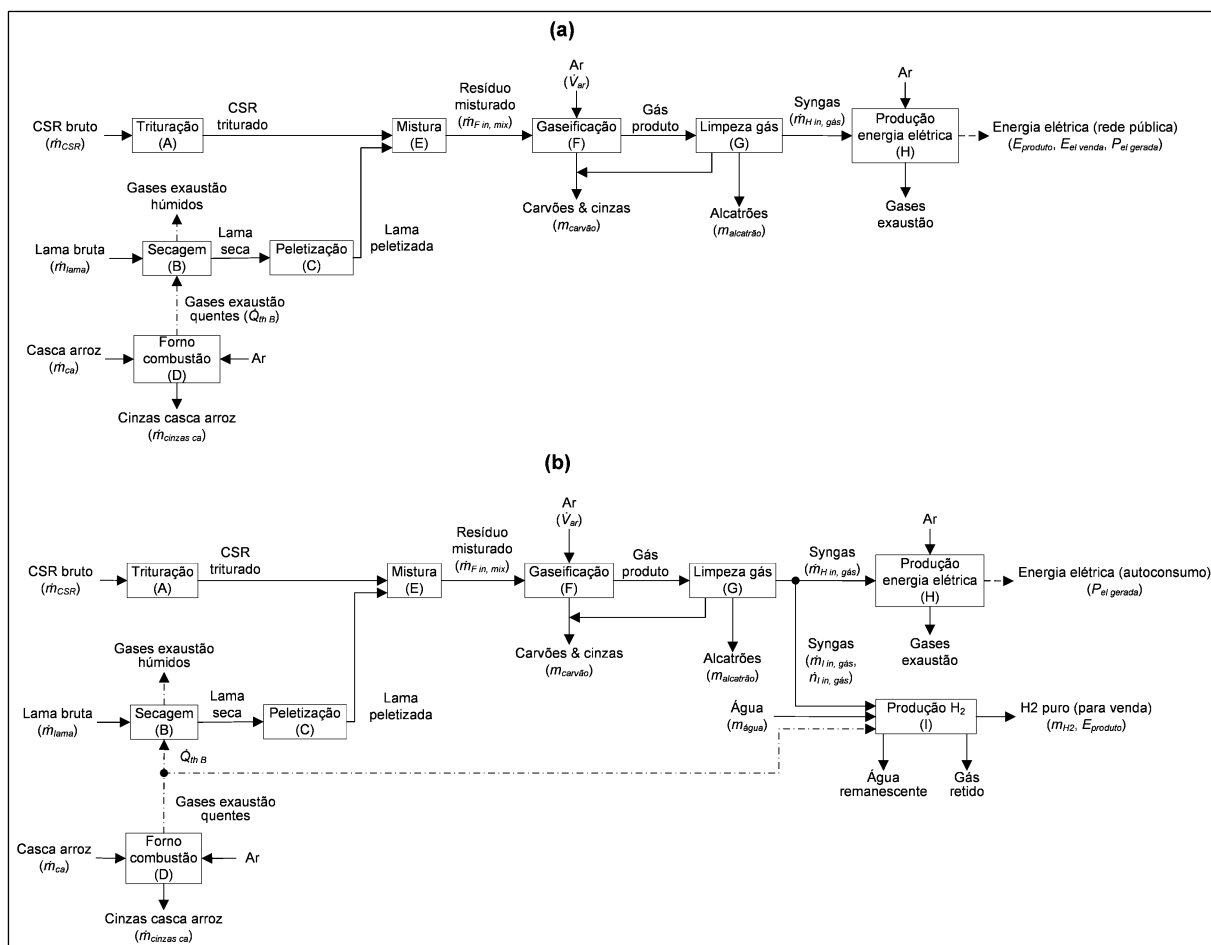 (a)
Ar
(V̇ar)
Ar
CSR bruto
(ṁCSR)
Trituração
(A)
CSR
triturado
Mistura
(E)
Resíduo
misturado
(ṁF in, mix)
Gaseificação
(F)
Gás
produto
Limpeza gás
(G)
Syngas
(ṁH in, gás)
Produção
energia elétrica
(H)
Energia elétrica (rede pública)
(Eproduto, Eel venda, Pel gerada)
Carvões & cinzas
(mcarvão)
Alcatrões
(malcatrão)
Gases
exaustão
Gases exaustão
húmidos
Lama bruta
(ṁlama)
Secagem
(B)
Lama
seca
Peletização
(C)
Lama
peletizada
Gases exaustão
quentes (Q̇th B)
Casca arroz
(ṁca)
Forno
combustão
(D)
Ar
Cinzas casca arroz
(ṁcinzas ca)
(b)
Ar
(V̇ar)
Ar
CSR bruto
(ṁCSR)
Trituração
(A)
CSR
triturado
Mistura
(E)
Resíduo
misturado
(ṁF in, mix)
Gaseificação
(F)
Gás
produto
Limpeza gás
(G)
Syngas
(ṁH in, gás)
Produção
energia elétrica
(H)
Energia elétrica (autoconsumo)
(Pel gerada)
Carvões & cinzas
(mcarvão)
Alcatrões
(malcatrão)
Syngas
(ṁI in, gás,
ṅI in, gás)
Gases
exaustão
Gases exaustão
húmidos
Lama bruta
(ṁlama)
Secagem
(B)
Lama
seca
Peletização
(C)
Lama
peletizada
Água
(mágua)
Produção H2
(I)
H2 puro (para venda)
(mH2, Eproduto)
Q̇th B
Água
remanescente
Gás
retido
Gases exaustão
quentes
Casca arroz
(ṁca)
Forno
combustão
(D)
Ar
Cinzas casca arroz
(ṁcinzas ca)